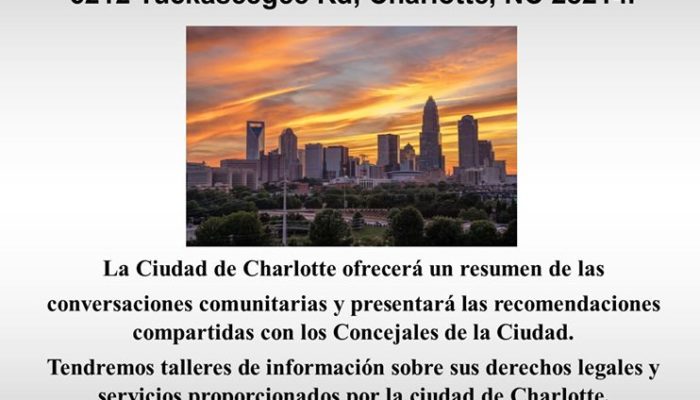 Tuckaseegee Rd, Charlotte, NC
La Ciudad de Charlotte ofrecerá un resumen de las
conversaciones comunitarias y presentará las recomendaciones
compartidas con los Concejales de la Ciudad.
Tendremos talleres de información sobre sus derechos legales y
servicios proporcionados por la ciudad de Charlotte.